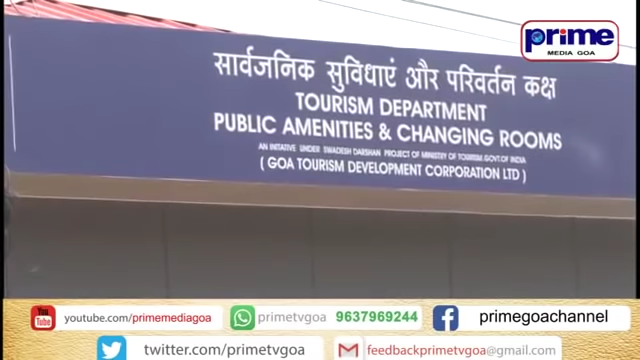 prime
MEDIA GOA
सार्वजनिक सुविधाएं और परिवर्तन कक्ष
TOURISM DEPARTMENT
PUBLIC AMENITIES & CHANGING ROOMS
AN INITIATIVE UNDER SWADESH DARSHAN PROJECT OF MINISTRY OF TOURISM.GOVT.OF INDIA
( GOA TOURISM DEVELOPMENT CORPORATION LTD )
You Tube youtube.com/primemediagoa primetvgoa 9637969244 primegoachannel
twitter.com/primetvgoa feedbackprimetvgoa@gmail.com